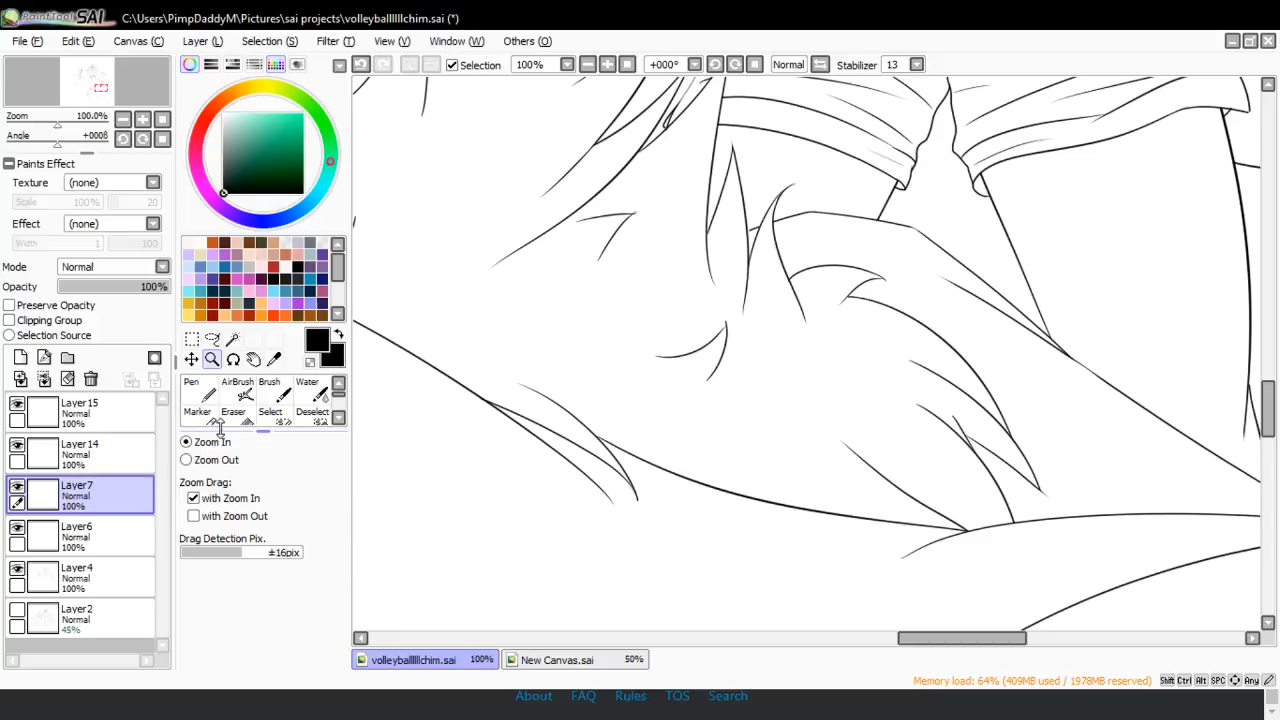 PaintTool SAI C:\Users\PimpDaddyM\Pictures\sai projects\volleyballlllchim.sai (*)
File (F) Edit (E) Canvas (C) Layer (L) Selection (S) Filter (T) View (V) Window (W) Others (O)
Selection 100% +000° Normal Stabilizer 13
Zoom 100.0%
Angle +000δ
Paints Effect
Texture (none)
Scale 100% 20
Effect (none)
Width 1 100
Mode Normal
Opacity 100%
Preserve Opacity
Clipping Group
Selection Source
Layer15
Normal
100%
Layer14
Normal
100%
Layer7
Normal
100%
Layer6
Normal
100%
Layer4
Normal
100%
Layer2
Normal
45%
Pen AirBrush Brush Water
Marker Eraser Select Deselect
Zoom In
Zoom Out
Zoom Drag:
with Zoom In
with Zoom Out
Drag Detection Pix.
±16pix
volleyballlllchim.sai 100% New Canvas.sai 50%
Memory load: 64% (409MB used / 1978MB reserved) Shift Ctrl Alt SPC Any
About FAQ Rules TOS Search